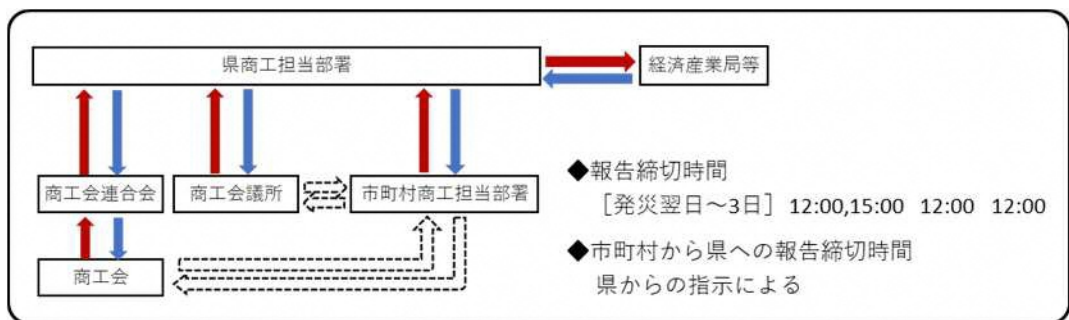 県商工担当部署
経済産業局等
商工会連合会
商工会議所
市町村商工担当部署
商工会
◆報告締切時間
［発災翌日～3日］ 12:00,15:00 12:00 12:00
◆市町村から県への報告締切時間
県からの指示による